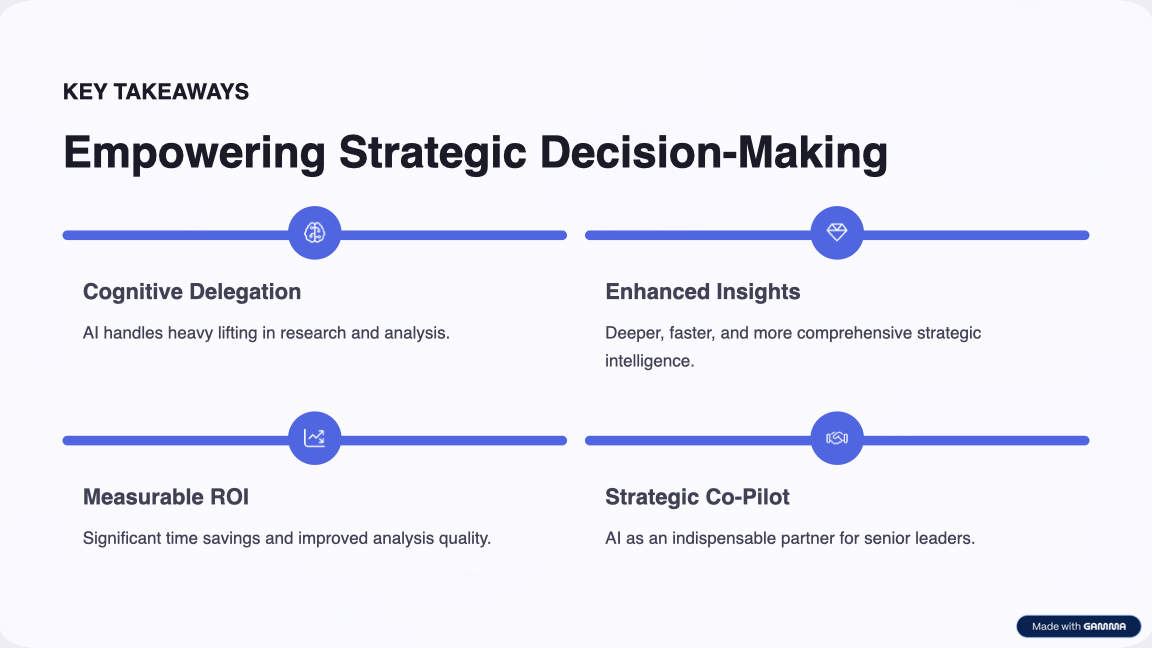 KEY TAKEAWAYS
Empowering Strategic Decision-Making
Cognitive Delegation
AI handles heavy lifting in research and analysis.
Enhanced Insights
Deeper, faster, and more comprehensive strategic
intelligence.
Measurable ROI
Significant time savings and improved analysis quality.
Strategic Co-Pilot
AI as an indispensable partner for senior leaders.
Made with GAMMA